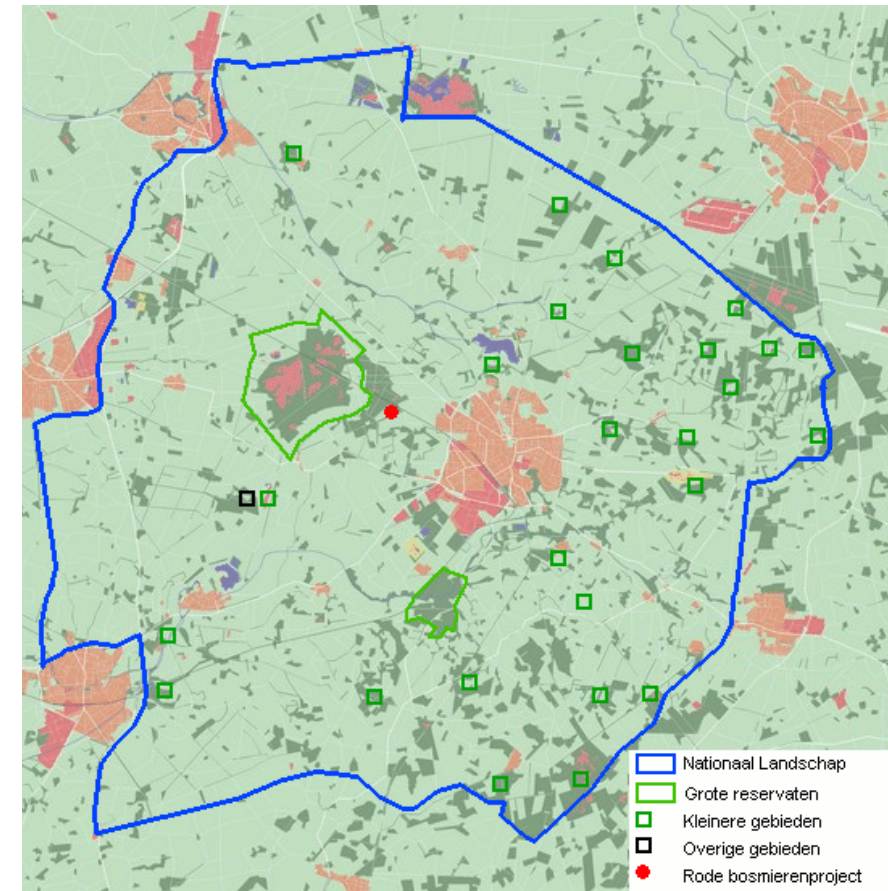 Nationaal Landschap
Grote reservaten
Kleinere gebieden
Overige gebieden
Rode bosmierenproject